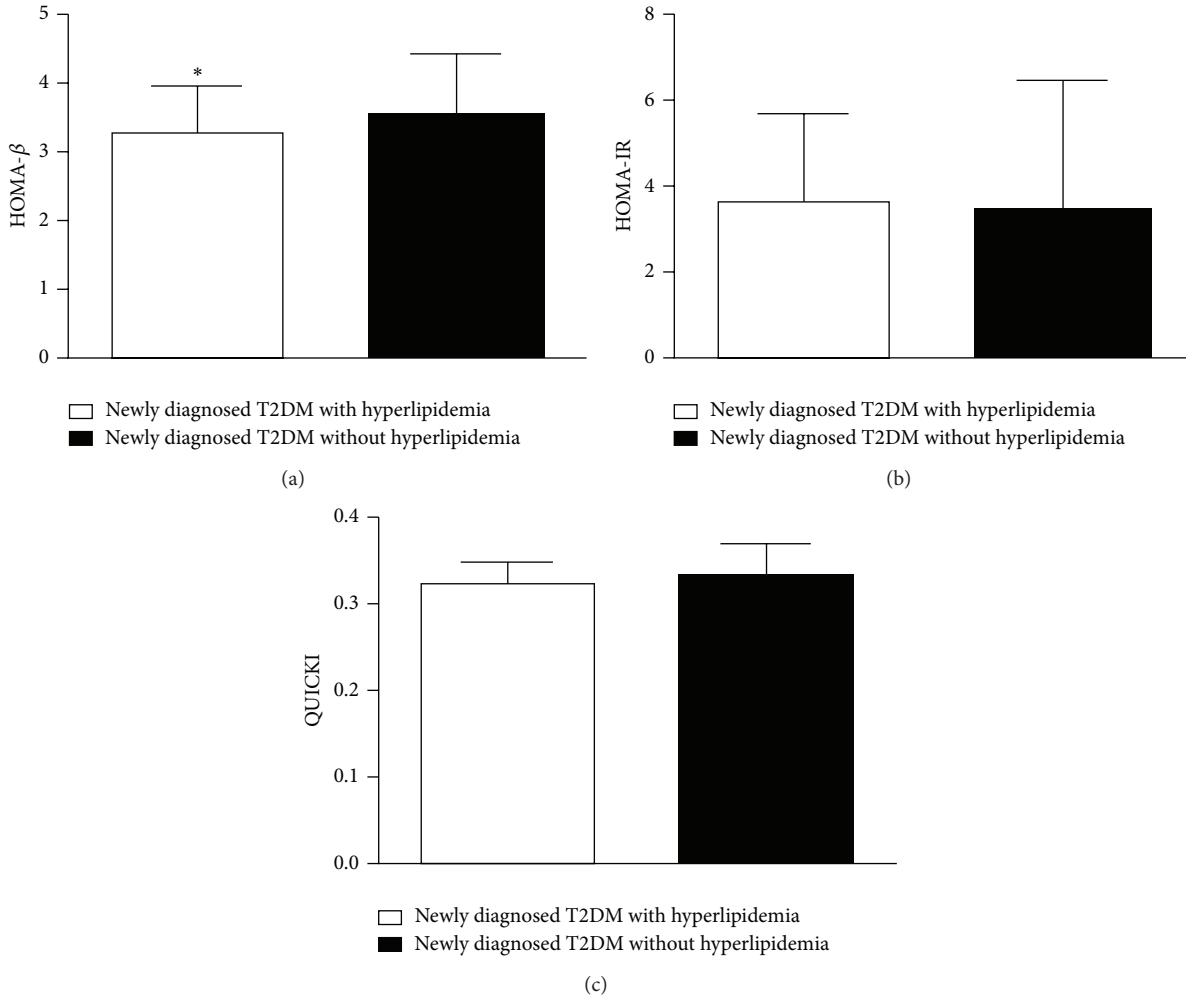 5
4
3
2
1
0
HOMA-β
*
Newly diagnosed T2DM with hyperlipidemia
Newly diagnosed T2DM without hyperlipidemia
(a)
8
6
4
2
0
HOMA-IR
Newly diagnosed T2DM with hyperlipidemia
Newly diagnosed T2DM without hyperlipidemia
(b)
0.4
0.3
0.2
0.1
0.0
QUICKI
Newly diagnosed T2DM with hyperlipidemia
Newly diagnosed T2DM without hyperlipidemia
(c)